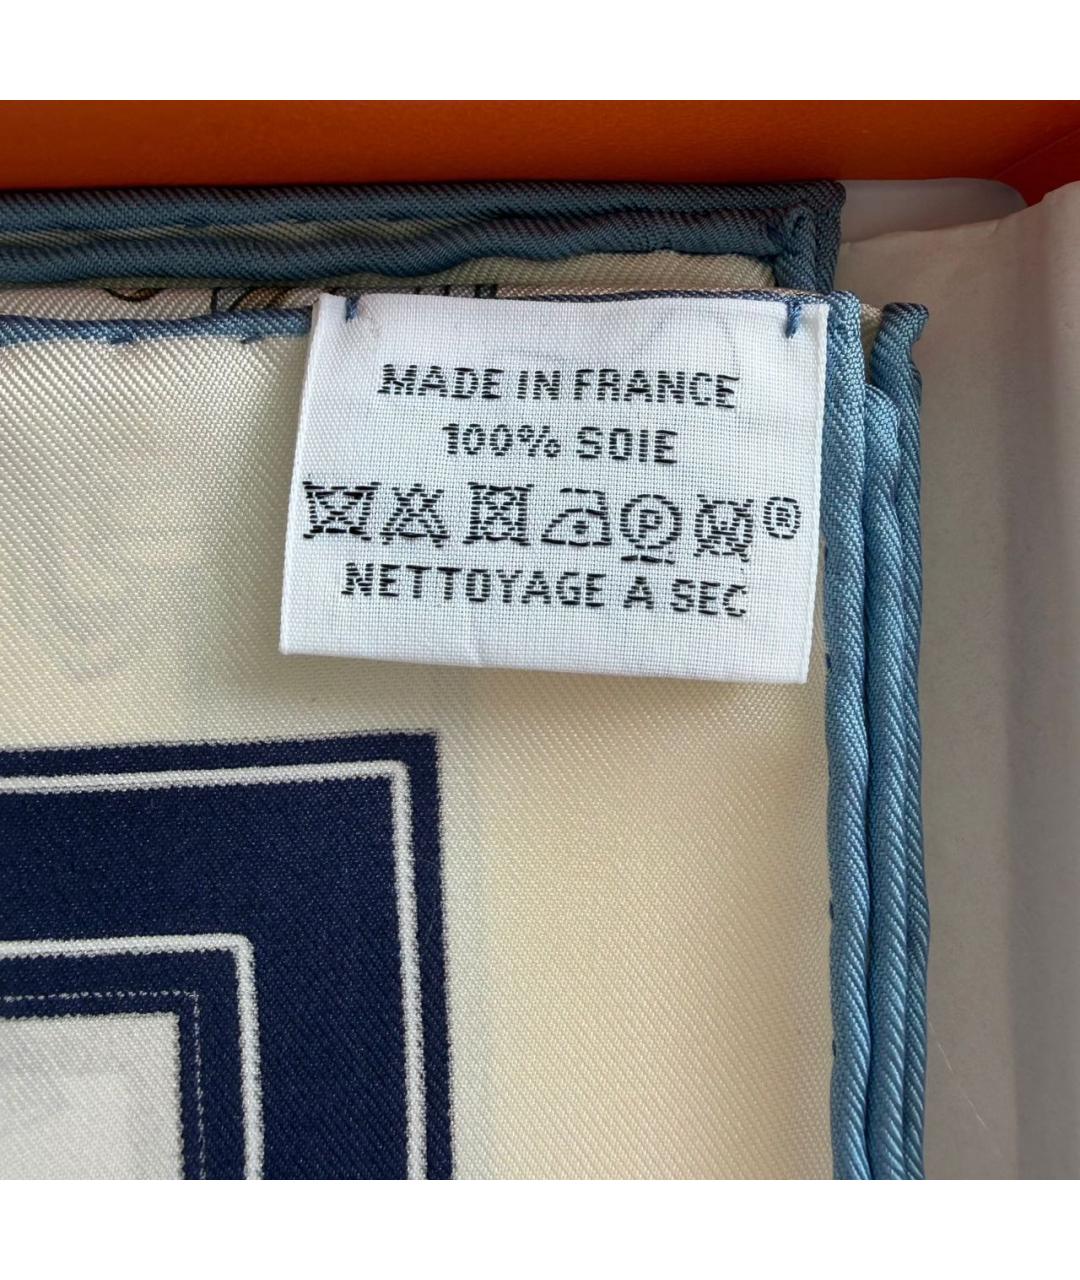 MADE IN FRANCE
100% SOIE
P W ®
NETTOYAGE A SEC